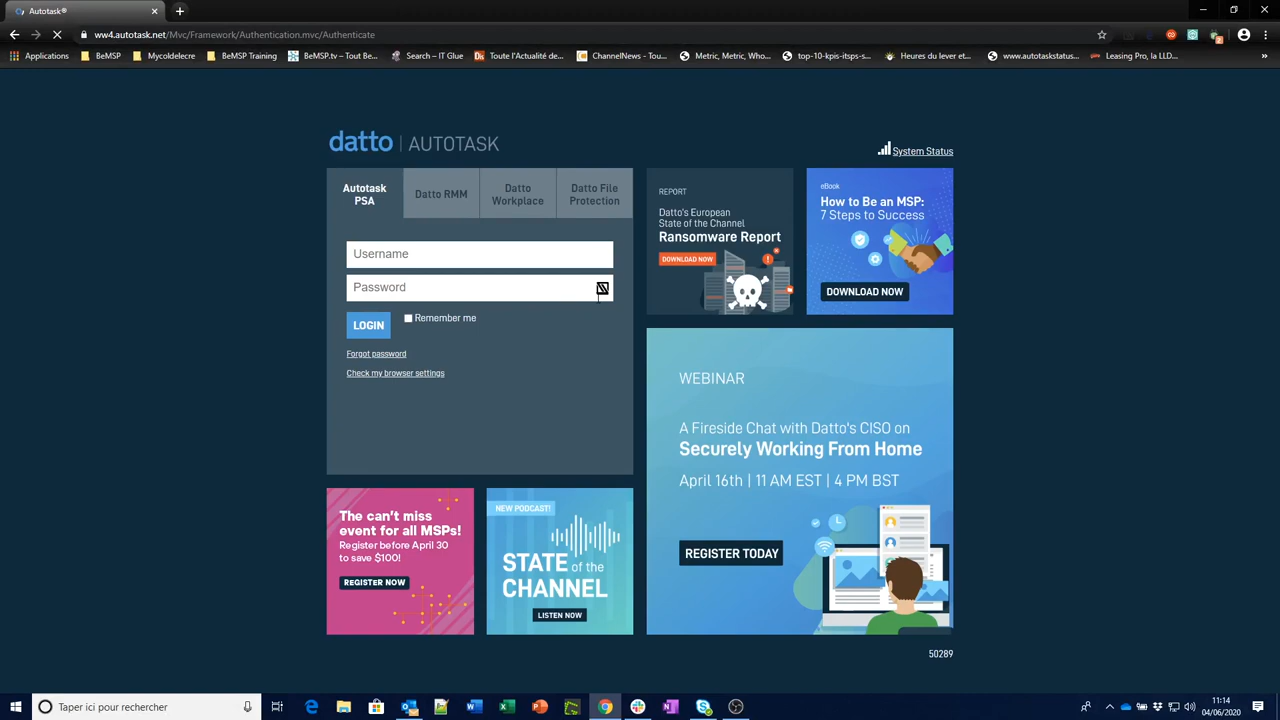 Autotask®
ww4.autotask.net/Mvc/Framework/Authentication.mvc/Authenticate
Applications
BeMSP
Mycoldelecre
BeMSP Training
BeMSP.tv – Tout Be...
Search – IT Glue
Toute l'Actualité de...
ChannelNews - Tou...
Metric, Metric, Who...
top-10-kpis-itsps-s...
Heures du lever et...
www.autotaskstatus...
Leasing Pro, la LLD...
datto | AUTOTASK
System Status
Autotask
PSA
Datto RMM
Datto
Workplace
Datto File
Protection
Username
Password
LOGIN
Remember me
Forgot password
Check my browser settings
REPORT
Datto's European
State of the Channel
Ransomware Report
DOWNLOAD NOW
eBook
How to Be an MSP:
7 Steps to Success
DOWNLOAD NOW
WEBINAR
A Fireside Chat with Datto's CISO on
Securely Working From Home
April 16th | 11 AM EST | 4 PM BST
REGISTER TODAY
The can't miss
event for all MSPs!
Register before April 30
to save $100!
REGISTER NOW
NEW PODCAST!
STATE of the
CHANNEL
LISTEN NOW
50289
Taper ici pour rechercher
11:14
04/06/2020